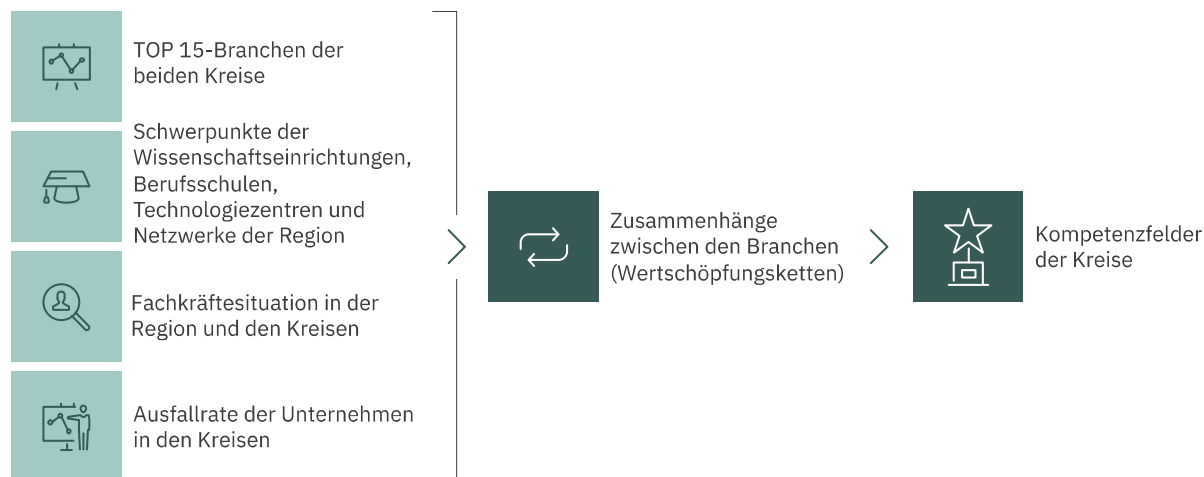 TOP 15-Branchen der
beiden Kreise
Schwerpunkte der
Wissenschaftseinrichtungen,
Berufsschulen,
Technologiezentren und
Netzwerke der Region
Fachkräftesituation in der
Region und den Kreisen
Ausfallrate der Unternehmen
in den Kreisen
Zusammenhänge
zwischen den Branchen
(Wertschöpfungsketten)
Kompetenzfelder
der Kreise